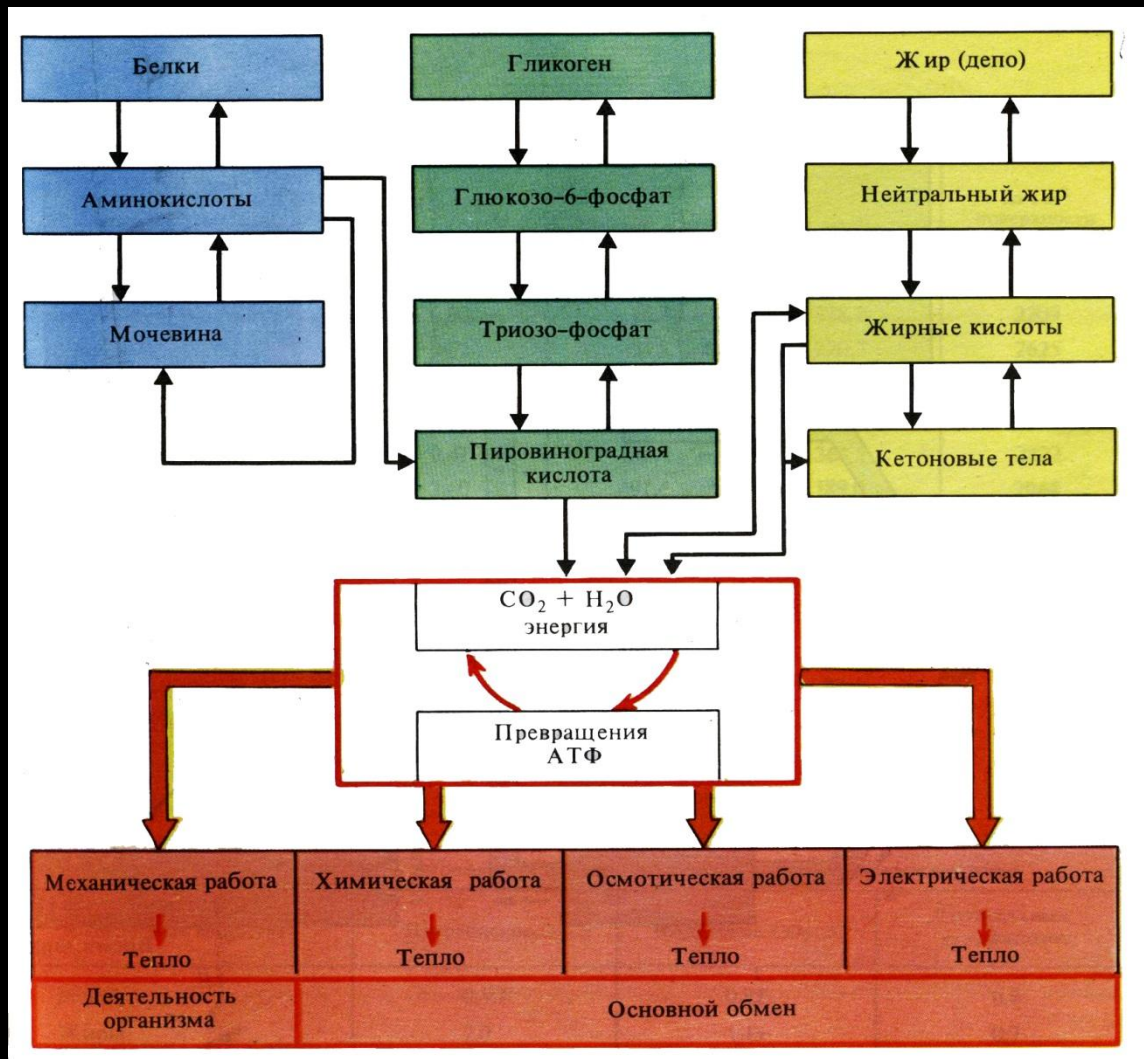 Белки
Гликоген
Жир (депо)
Аминокислоты
Глюкозо-6-фосфат
Нейтральный жир
Мочевина
Триозо-фосфат
Жирные кислоты
Пировиноградная
кислота
Кетоновые тела
CO₂ + H₂O
энергия
Превращения
АТФ
Механическая работа
Химическая работа
Осмотическая работа
Электрическая работа
Тепло
Тепло
Тепло
Тепло
Деятельность
организма
Основной обмен